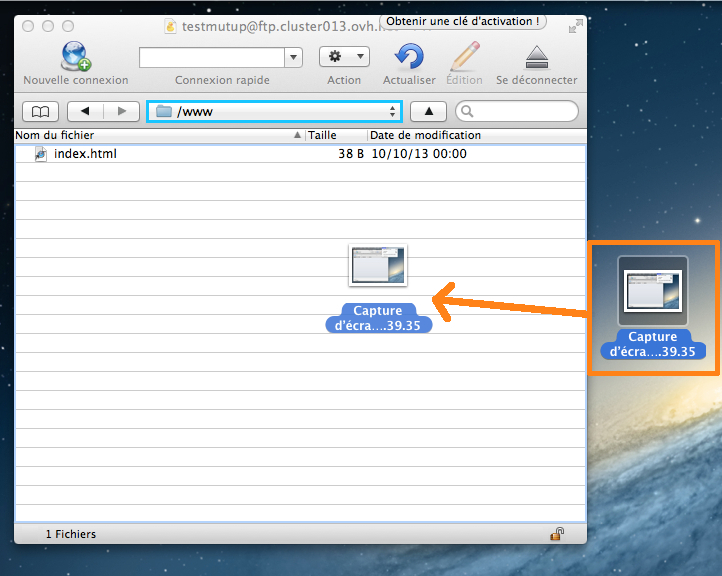 testmutup@ftp.cluster013.ovh.n
Obtenir une clé d'activation !
Nouvelle connexion
Connexion rapide
Action
Actualiser
Édition
Se déconnecter
/www
Nom du fichier Taille Date de modification
index.html 38 B 10/10/13 00:00
Capture
d'écra....39.35
Capture
d'écra....39.35
1 Fichiers